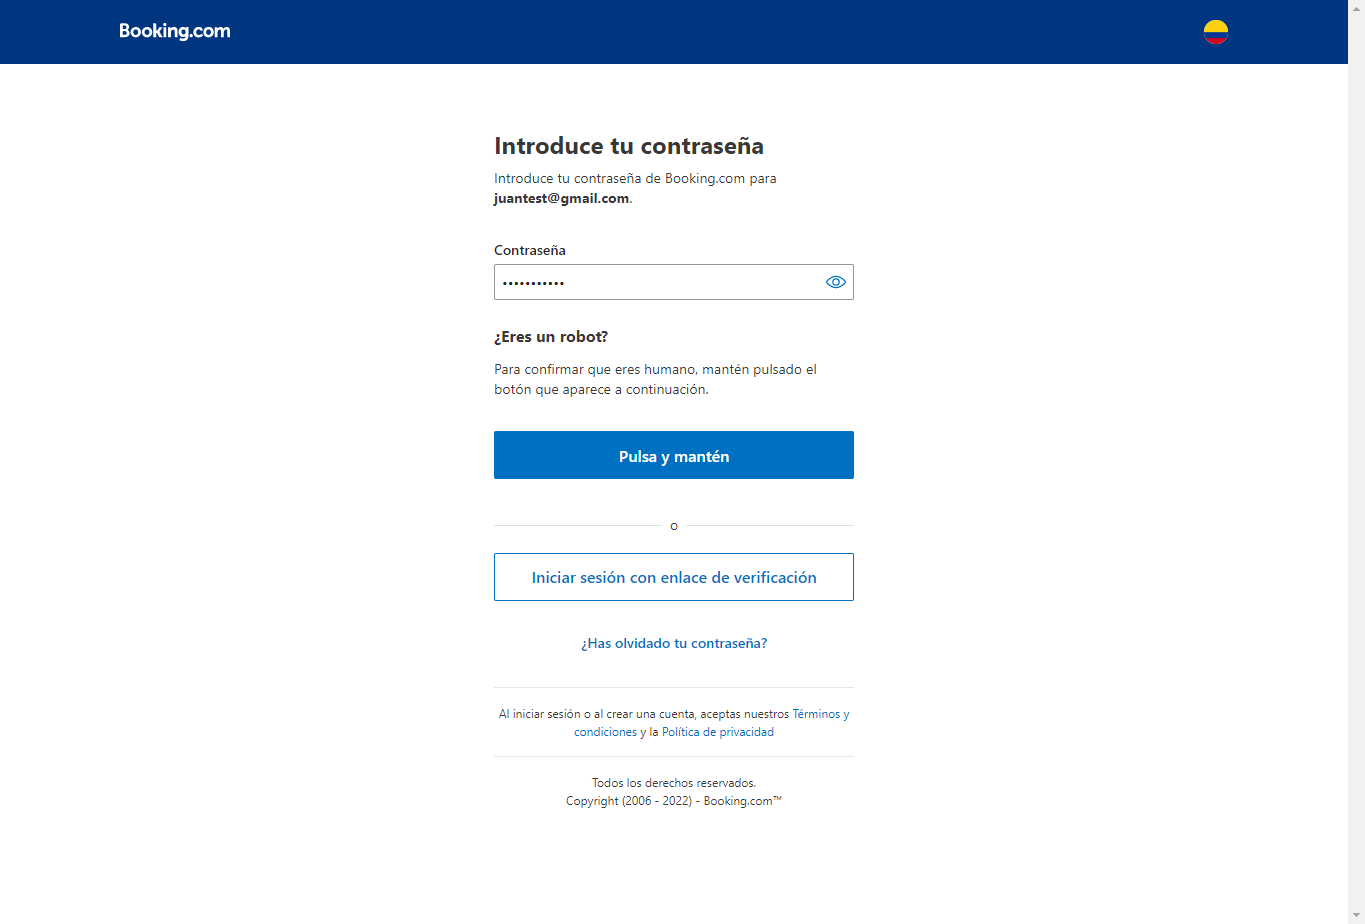 Booking.com
Introduce tu contraseña
Introduce tu contraseña de Booking.com para
juantest@gmail.com.
Contraseña
•••••••••••
¿Eres un robot?
Para confirmar que eres humano, mantén pulsado el
botón que aparece a continuación.
Pulsa y mantén
o
Iniciar sesión con enlace de verificación
¿Has olvidado tu contraseña?
Al iniciar sesión o al crear una cuenta, aceptas nuestros Términos y
condiciones y la Política de privacidad
Todos los derechos reservados.
Copyright (2006 - 2022) - Booking.com™